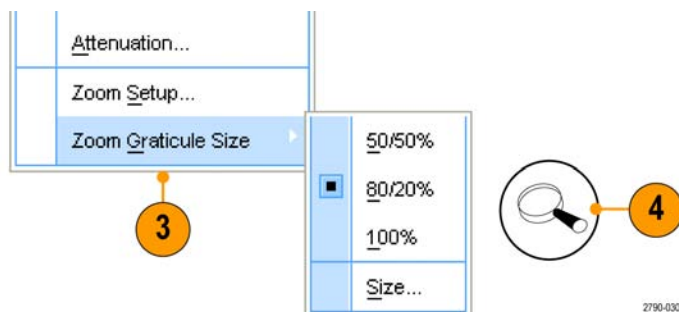 Attenuation...
Zoom Setup...
Zoom Graticule Size
50/50%
80/20%
100%
Size...
3
4
2790-030